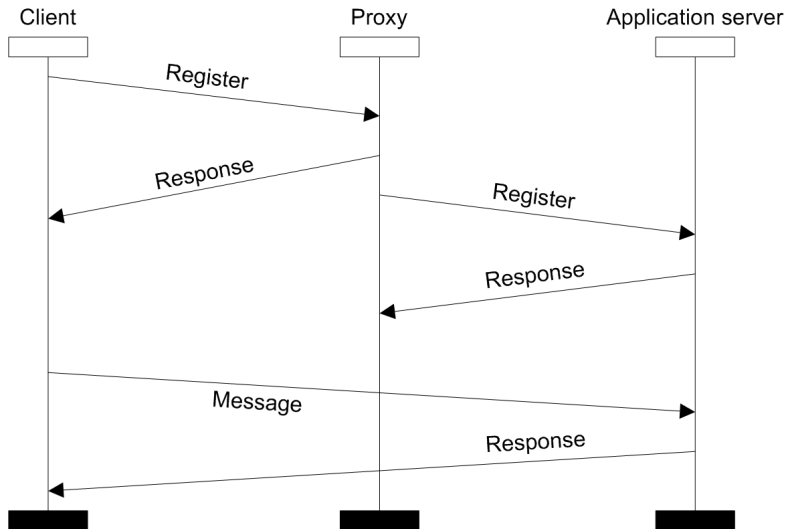 Client
Proxy
Application server
Register
Response
Register
Response
Message
Response